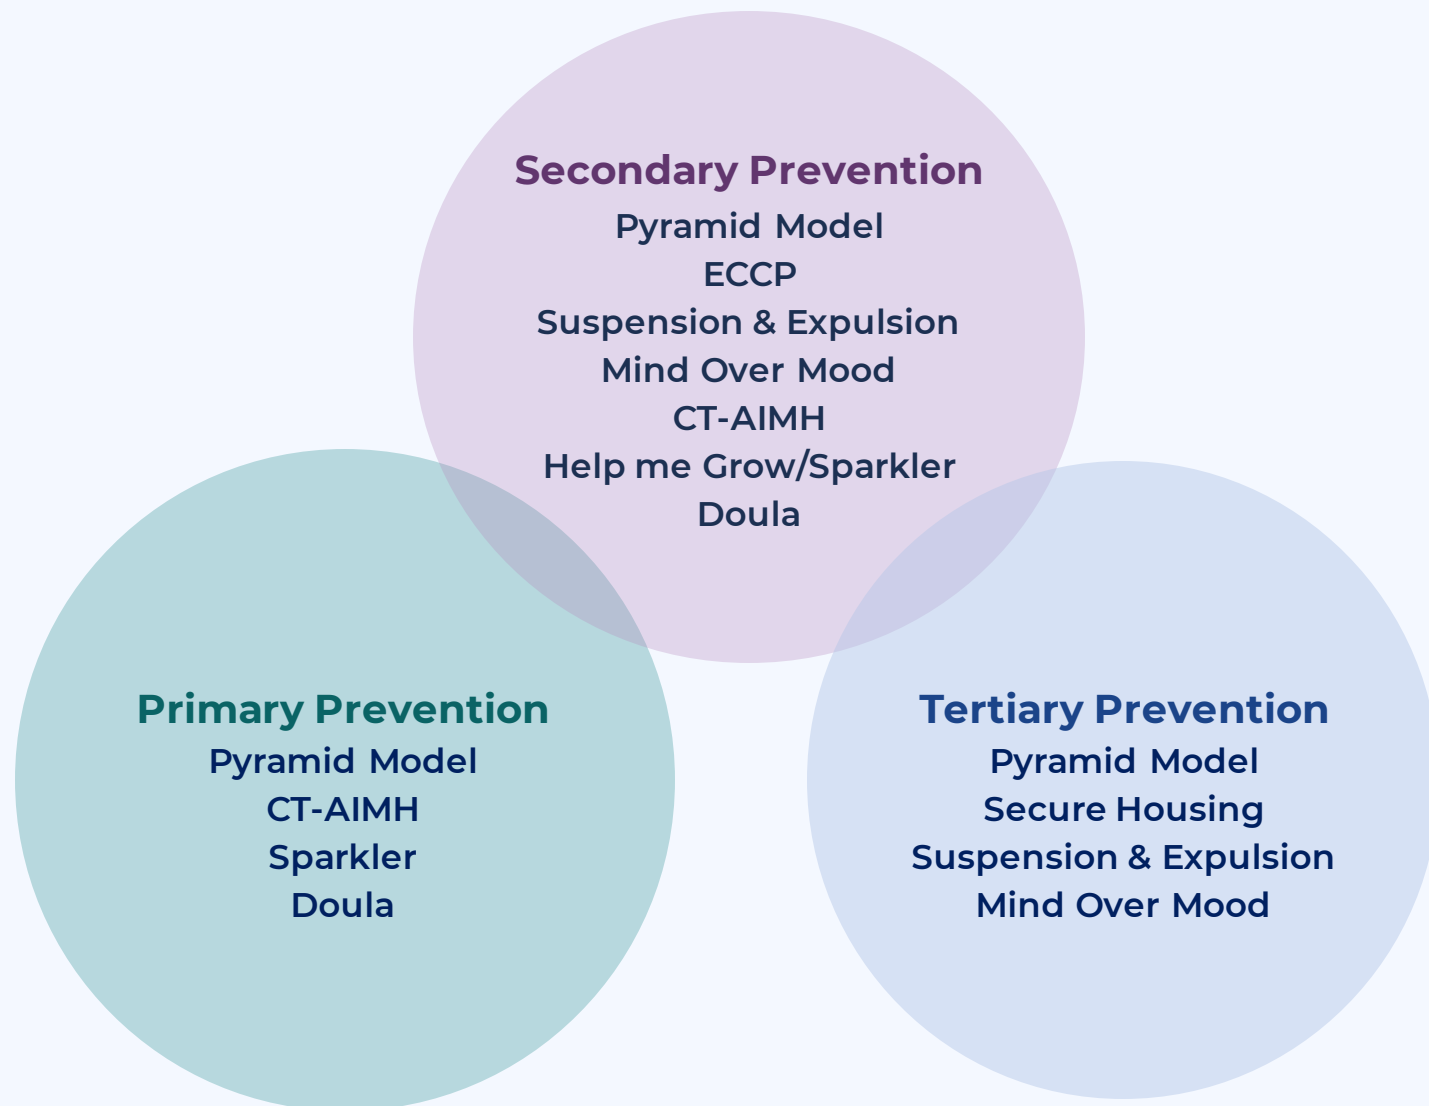 Secondary Prevention
Pyramid Model
ECCP
Suspension & Expulsion
Mind Over Mood
CT-AIMH
Help me Grow/Sparkler
Doula
Primary Prevention
Pyramid Model
CT-AIMH
Sparkler
Doula
Tertiary Prevention
Pyramid Model
Secure Housing
Suspension & Expulsion
Mind Over Mood